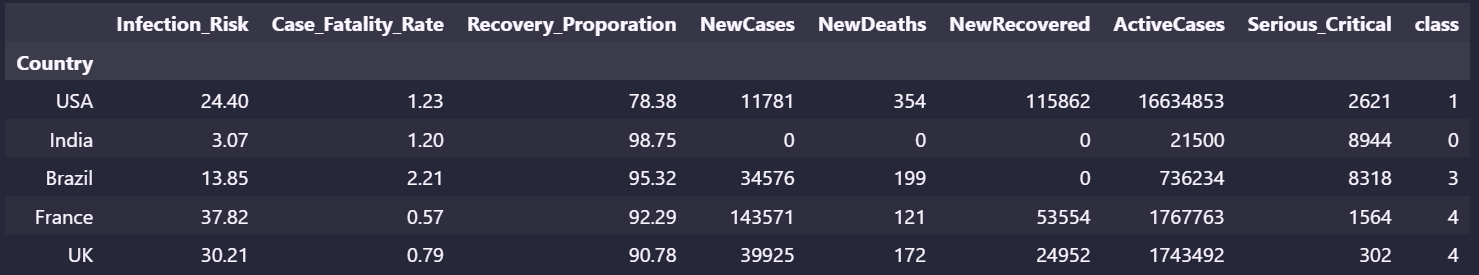 Infection_Risk Case_Fatality_Rate Recovery_Proporation NewCases NewDeaths NewRecovered ActiveCases Serious_Critical class
Country
USA 24.40 1.23 78.38 11781 354 115862 16634853 2621 1
India 3.07 1.20 98.75 0 0 0 21500 8944 0
Brazil 13.85 2.21 95.32 34576 199 0 736234 8318 3
France 37.82 0.57 92.29 143571 121 53554 1767763 1564 4
UK 30.21 0.79 90.78 39925 172 24952 1743492 302 4